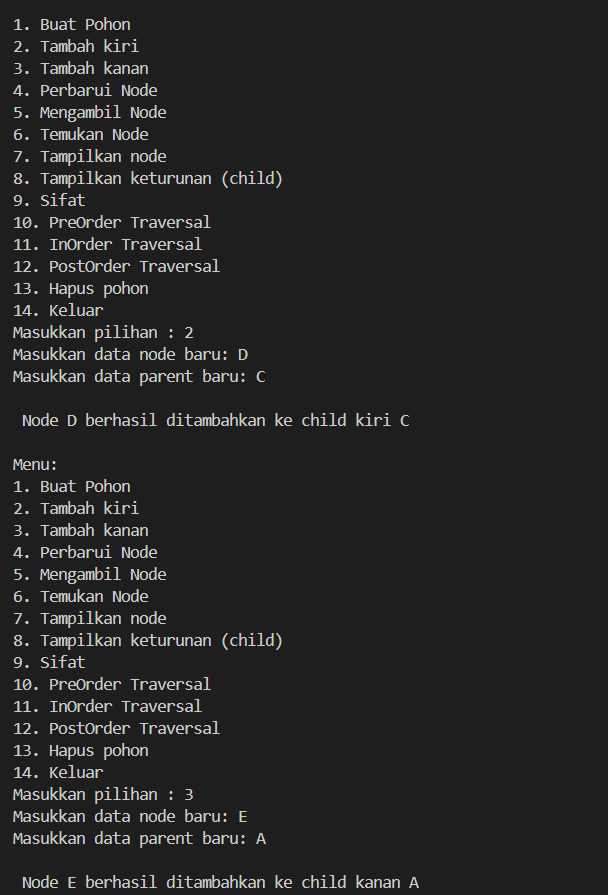 1. Buat Pohon
2. Tambah kiri
3. Tambah kanan
4. Perbarui Node
5. Mengambil Node
6. Temukan Node
7. Tampilkan node
8. Tampilkan keturunan (child)
9. Sifat
10. PreOrder Traversal
11. InOrder Traversal
12. PostOrder Traversal
13. Hapus pohon
14. Keluar
Masukkan pilihan : 2
Masukkan data node baru: D
Masukkan data parent baru: C
Node D berhasil ditambahkan ke child kiri C
Menu:
1. Buat Pohon
2. Tambah kiri
3. Tambah kanan
4. Perbarui Node
5. Mengambil Node
6. Temukan Node
7. Tampilkan node
8. Tampilkan keturunan (child)
9. Sifat
10. PreOrder Traversal
11. InOrder Traversal
12. PostOrder Traversal
13. Hapus pohon
14. Keluar
Masukkan pilihan : 3
Masukkan data node baru: E
Masukkan data parent baru: A
Node E berhasil ditambahkan ke child kanan A